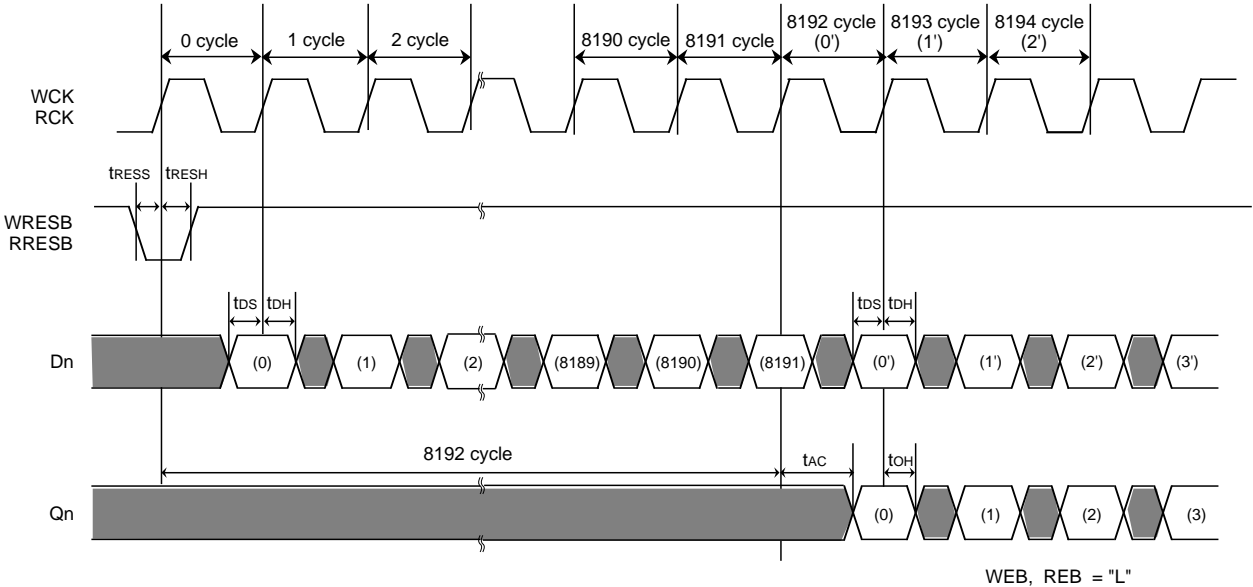 0 cycle 1 cycle 2 cycle 8190 cycle 8191 cycle 8192 cycle (0') 8193 cycle (1') 8194 cycle (2')
WCK
RCK
tRESS tRESH
WRESB
RRESB
tDS tDH tDS tDH
Dn (0) (1) (2) (8189) (8190) (8191) (0') (1') (2') (3')
8192 cycle tAC tOH
Qn (0) (1) (2) (3)
WEB, REB = "L"